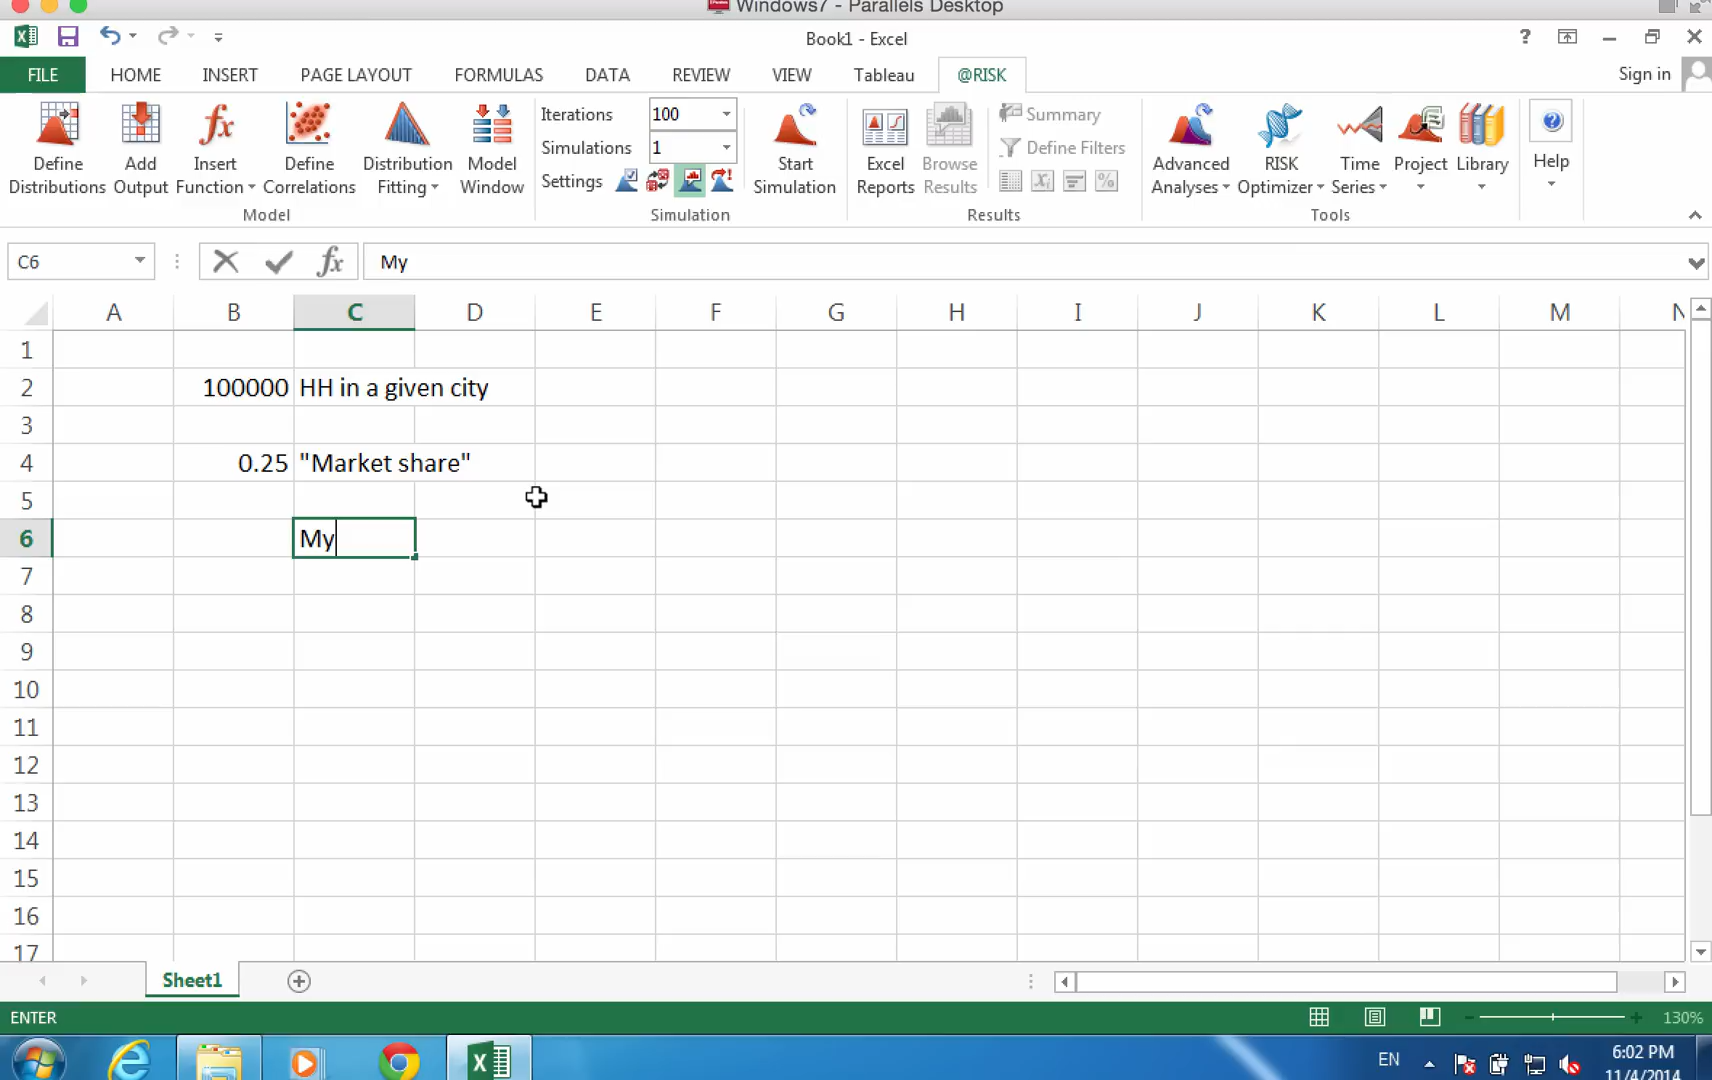 Windows7 - Parallels Desktop
Book1 - Excel
?
FILE HOME INSERT PAGE LAYOUT FORMULAS DATA REVIEW VIEW Tableau @RISK Sign in
Define Distributions
Add Output
Insert Function
Define Correlations
Distribution Fitting
Model Window
Model
Iterations 100
Simulations 1
Settings
Start Simulation
Simulation
Excel Reports
Browse Results
Summary
Define Filters
Results
Advanced Analyses
RISK Optimizer
Time Series
Project
Library
Tools
Help
C6 fx My
A B C D E F G H I J K L M N
1
2 100000 HH in a given city
3
4 0.25 "Market share"
5
6 My
7
8
9
10
11
12
13
14
15
16
17
Sheet1
ENTER 130%
EN 6:02 PM
11/4/2014